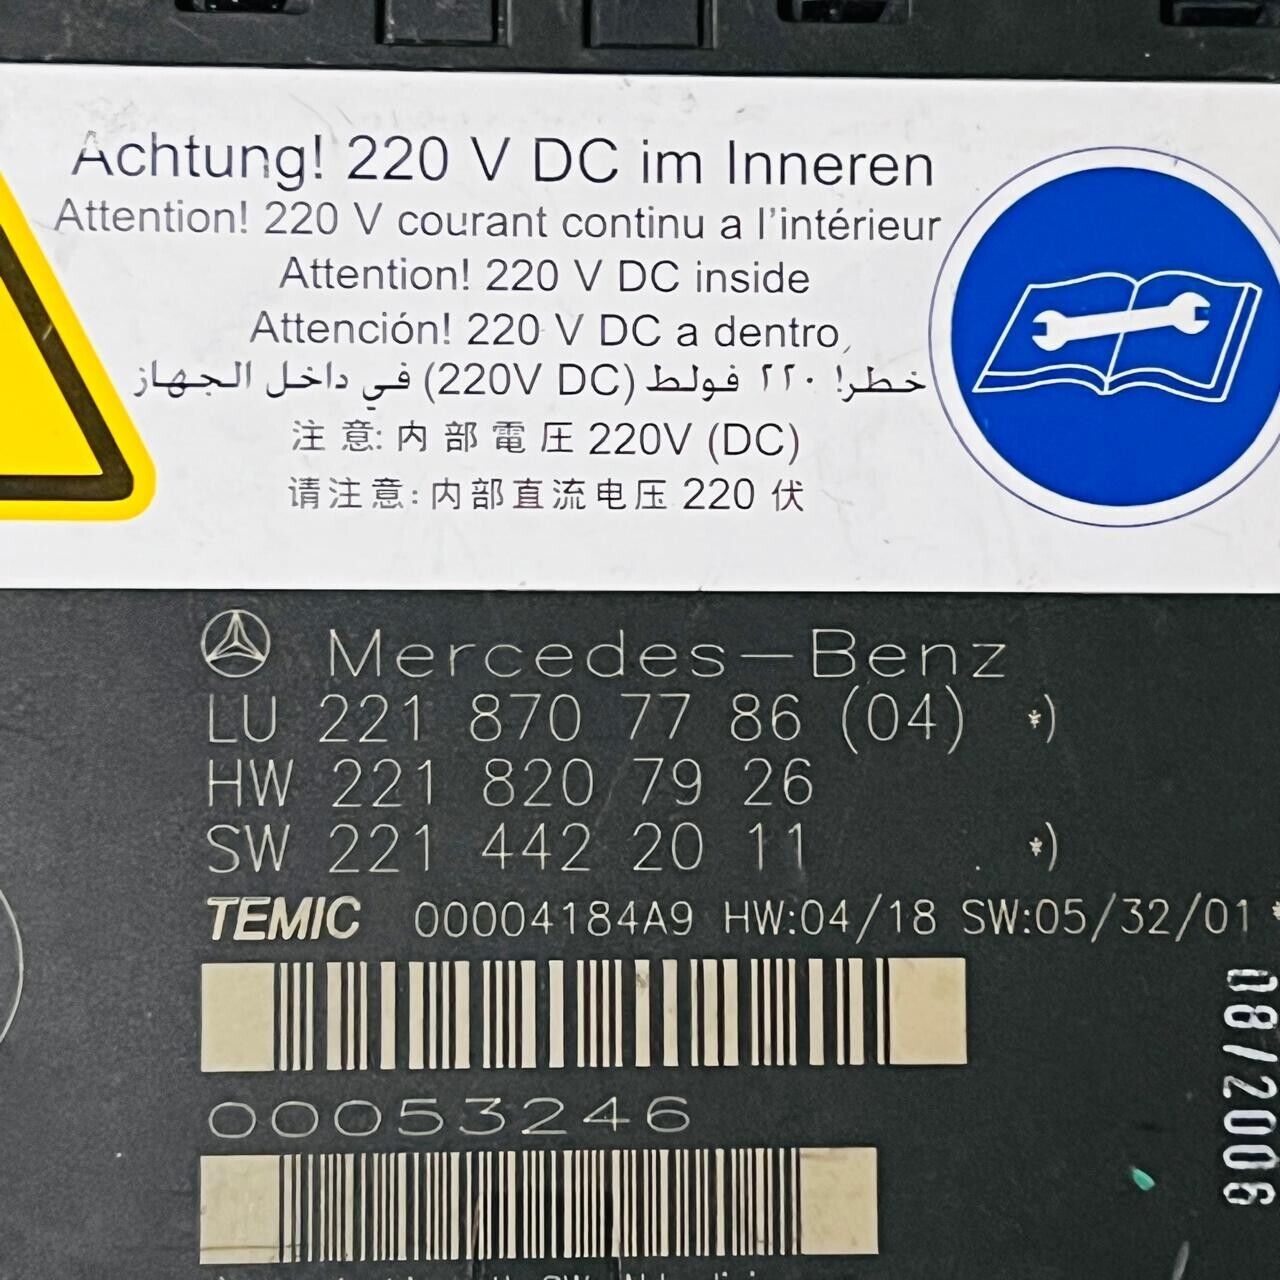 Achtung! 220 V DC im Inneren
Attention! 220 V courant continu a l'intérieur
Attention! 220 V DC inside
Attención! 220 V DC a dentro,
خطر! ٢٢٠ فولط (220V DC) في داخل الجهاز
注意: 内部電圧 220V (DC)
请注意: 内部直流电压 220 伏
Mercedes-Benz
LU 221 870 77 86 (04) *)
HW 221 820 79 26
SW 221 442 20 11 *)
TEMIC 00004184A9 HW:04/18 SW:05/32/01 *
00053246
08/2006